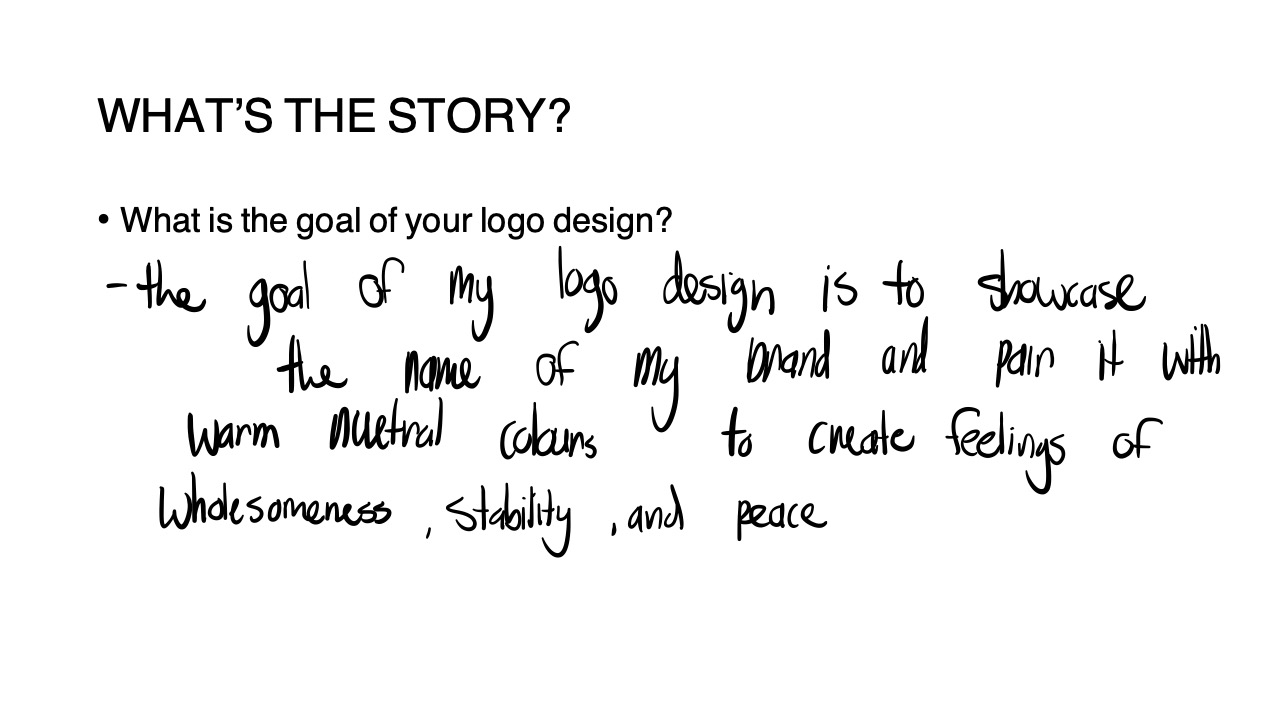 WHAT'S THE STORY?
• What is the goal of your logo design?
- the goal of my logo design is to showcase
the name of my brand and pair it with
warm nuetral colours to create feelings of
wholesomeness, stability, and peace